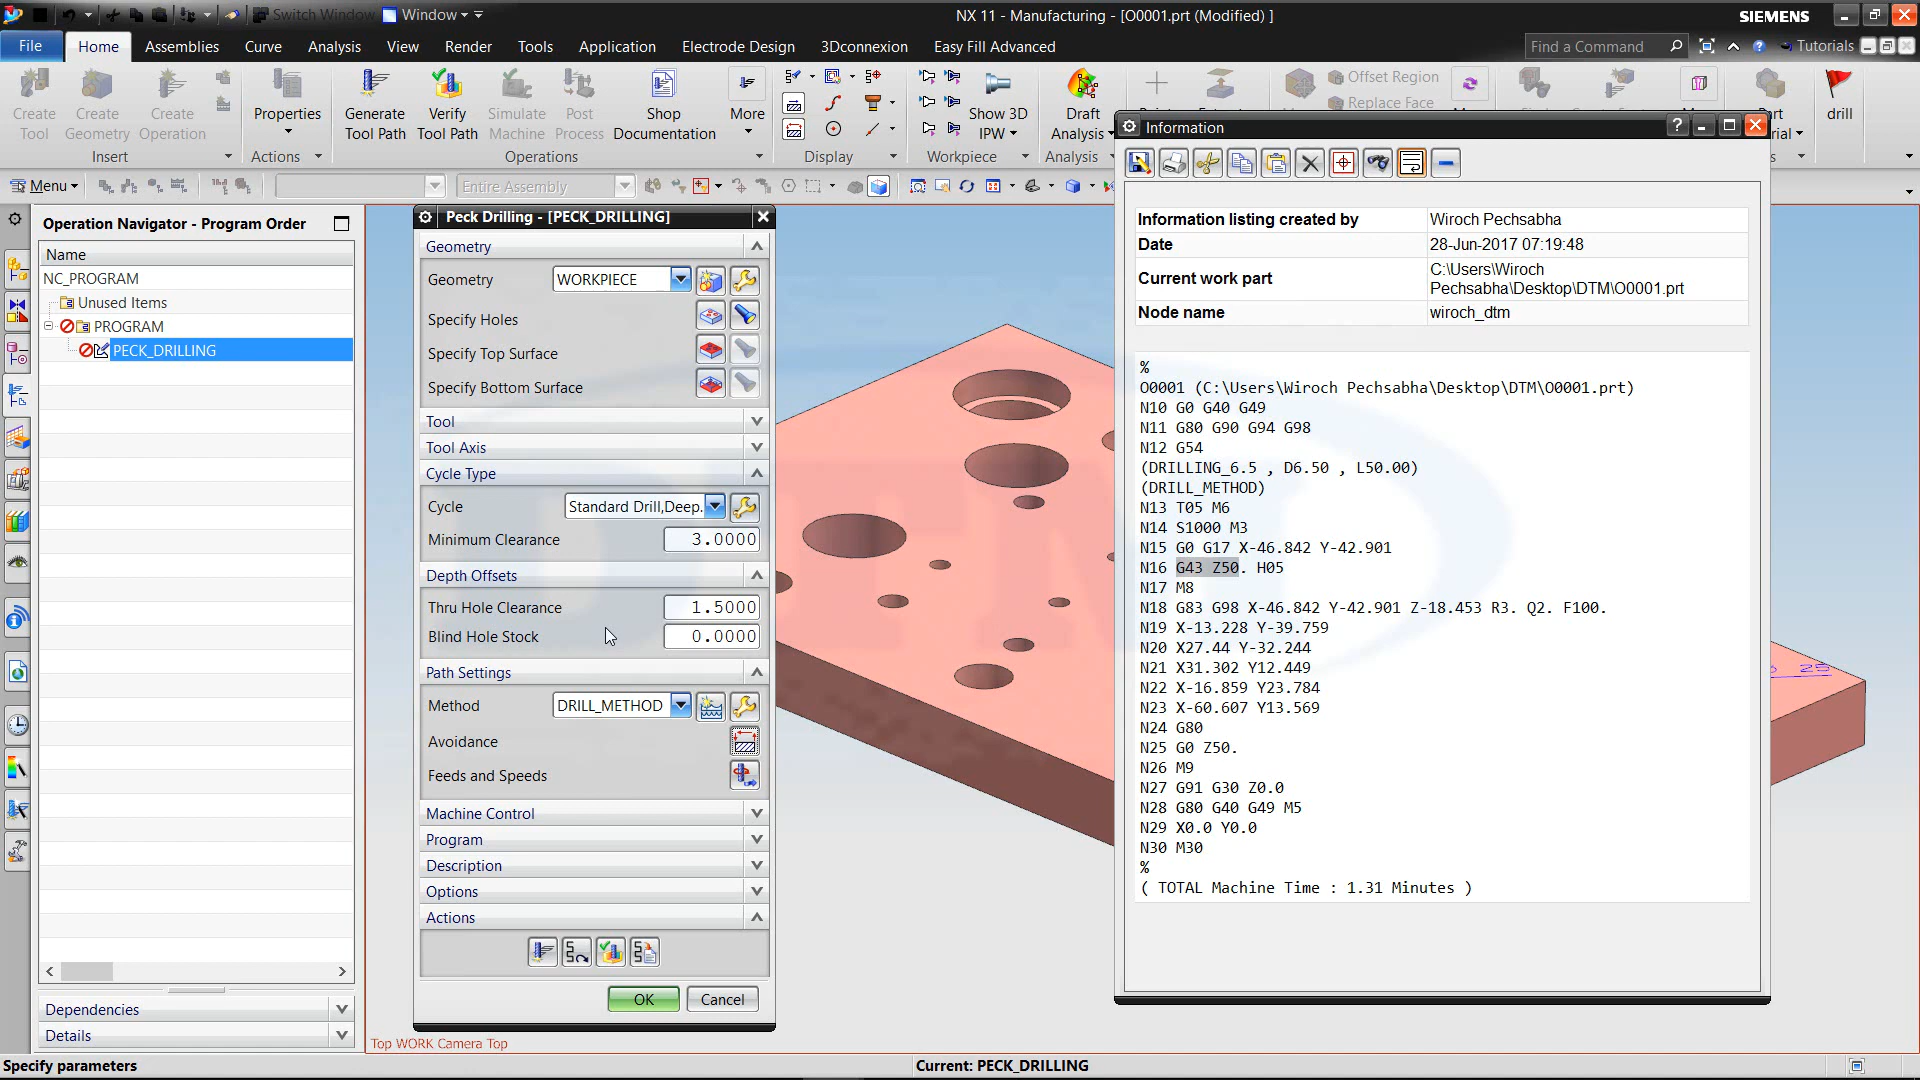 Switch Window Window NX 11 - Manufacturing - [O0001.prt (Modified) ] SIEMENS
File Home Assemblies Curve Analysis View Render Tools Application Electrode Design 3Dconnexion Easy Fill Advanced Find a Command Tutorials
Create Tool
Create Geometry
Create Operation
Properties
Generate Tool Path
Verify Tool Path
Simulate Machine
Post Process
Shop Documentation
More
Show 3D IPW
Draft Analysis
Offset Region
Replace Face
drill
Insert Actions Operations Display Workpiece Analysis
Menu Entire Assembly
Operation Navigator - Program Order
Name
NC_PROGRAM
Unused Items
PROGRAM
PECK_DRILLING
Dependencies
Details
Peck Drilling - [PECK_DRILLING]
Geometry
Geometry WORKPIECE
Specify Holes
Specify Top Surface
Specify Bottom Surface
Tool
Tool Axis
Cycle Type
Cycle Standard Drill,Deep.
Minimum Clearance 3.0000
Depth Offsets
Thru Hole Clearance 1.5000
Blind Hole Stock 0.0000
Path Settings
Method DRILL_METHOD
Avoidance
Feeds and Speeds
Machine Control
Program
Description
Options
Actions
OK Cancel
Top WORK Camera Top
Information
Information listing created by Wiroch Pechsabha
Date 28-Jun-2017 07:19:48
Current work part C:\Users\Wiroch Pechsabha\Desktop\DTM\O0001.prt
Node name wiroch_dtm
%
O0001 (C:\Users\Wiroch Pechsabha\Desktop\DTM\O0001.prt)
N10 G0 G40 G49
N11 G80 G90 G94 G98
N12 G54
(DRILLING_6.5 , D6.50 , L50.00)
(DRILL_METHOD)
N13 T05 M6
N14 S1000 M3
N15 G0 G17 X-46.842 Y-42.901
N16 G43 Z50. H05
N17 M8
N18 G83 G98 X-46.842 Y-42.901 Z-18.453 R3. Q2. F100.
N19 X-13.228 Y-39.759
N20 X27.44 Y-32.244
N21 X31.302 Y12.449
N22 X-16.859 Y23.784
N23 X-60.607 Y13.569
N24 G80
N25 G0 Z50.
N26 M9
N27 G91 G30 Z0.0
N28 G80 G40 G49 M5
N29 X0.0 Y0.0
N30 M30
%
( TOTAL Machine Time : 1.31 Minutes )
25
Specify parameters Current: PECK_DRILLING